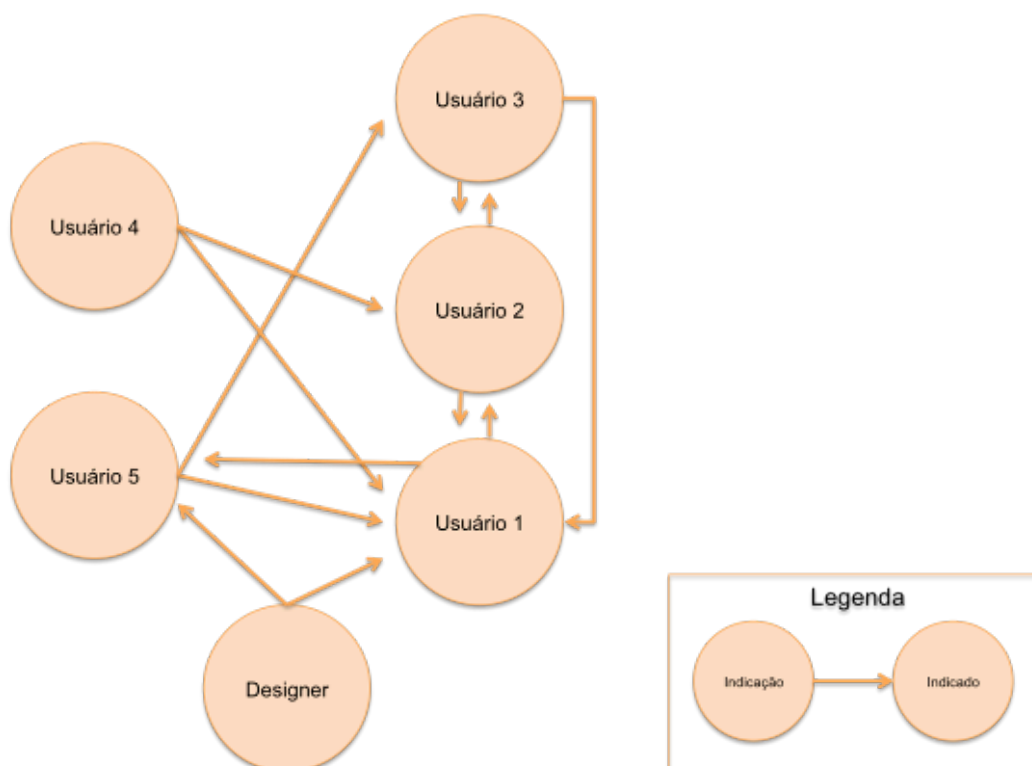 Usuário 3
Usuário 4
Usuário 2
Usuário 5
Usuário 1
Designer
Legenda
Indicação
Indicado